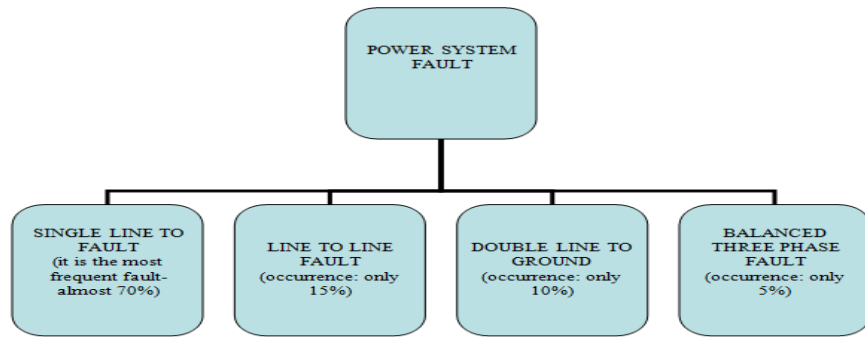 POWER SYSTEM
FAULT
SINGLE LINE TO
FAULT
(it is the most
frequent fault-
almost 70%)
LINE TO LINE
FAULT
(occurrence: only
15%)
DOUBLE LINE TO
GROUND
(occurrence: only
10%)
BALANCED
THREE PHASE
FAULT
(occurrence: only
5%)